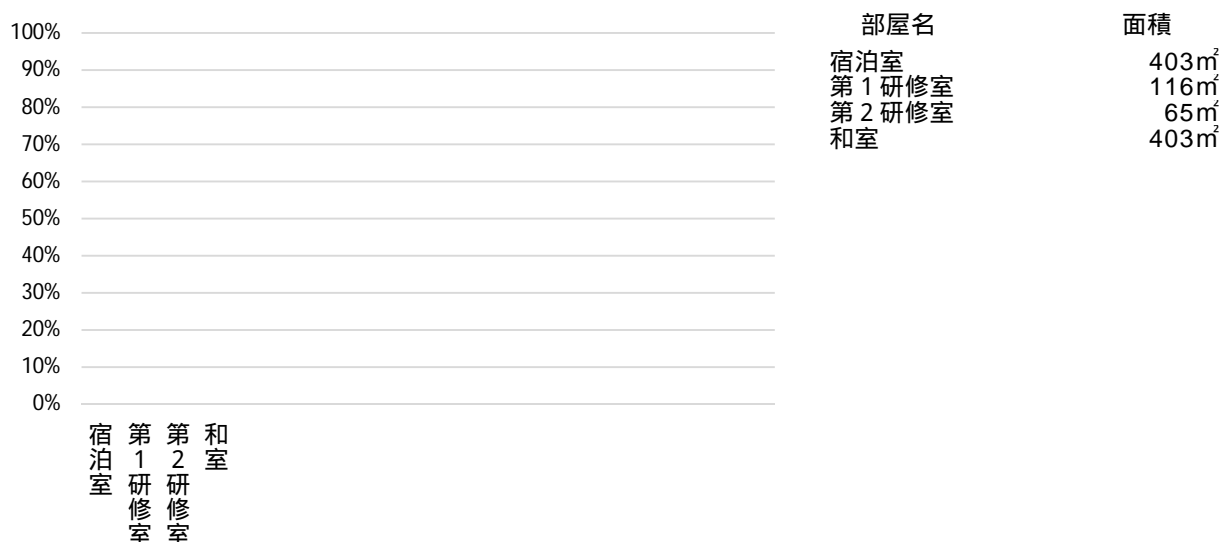 100%
90%
80%
70%
60%
50%
40%
30%
20%
10%
0%
宿泊室
第1研修室
第2研修室
和室
部屋名 面積
宿泊室 403㎡
第1研修室 116㎡
第2研修室 65㎡
和室 403㎡